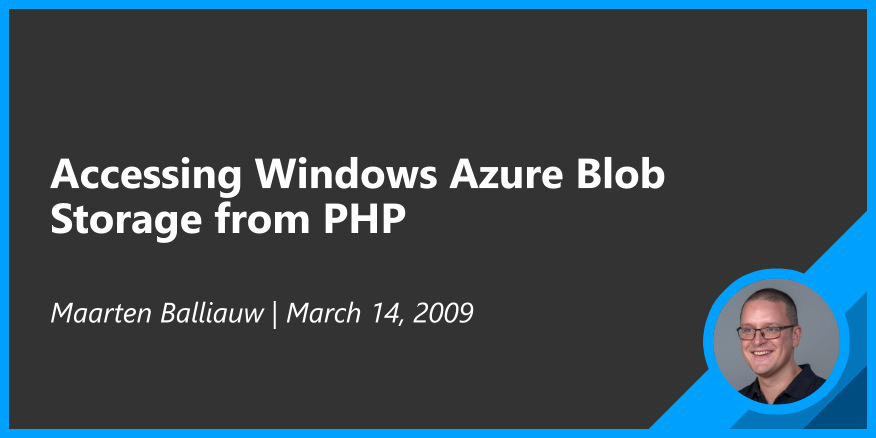 Accessing Windows Azure Blob
Storage from PHP
Maarten Balliauw | March 14, 2009